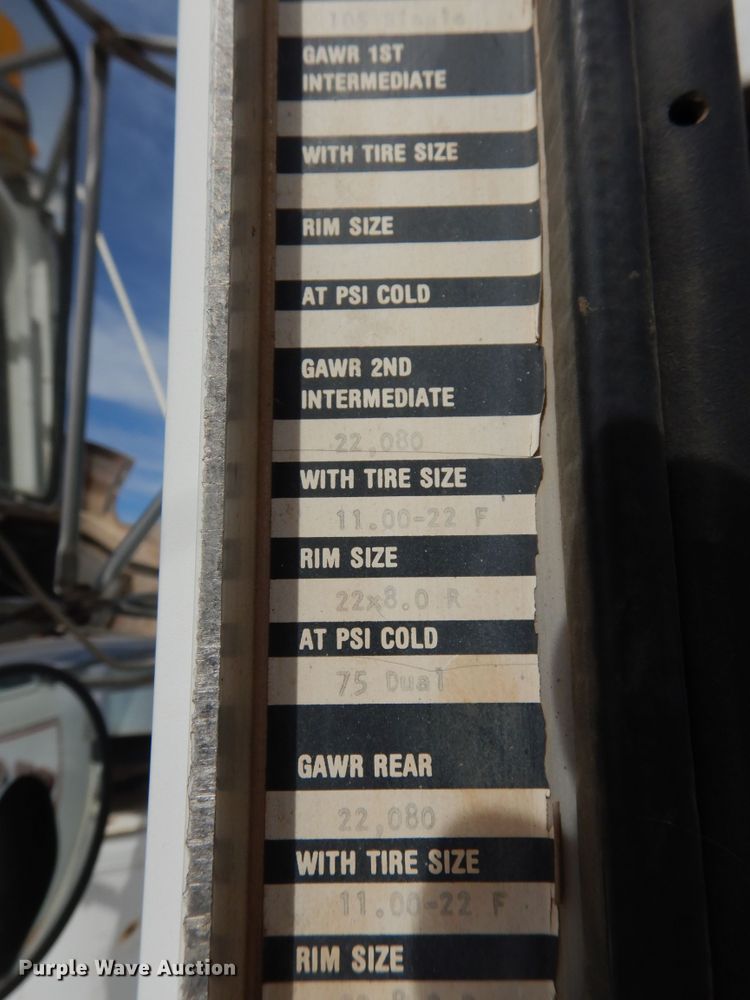 105 Single
GAWR 1ST
INTERMEDIATE
WITH TIRE SIZE
RIM SIZE
AT PSI COLD
GAWR 2ND
INTERMEDIATE
22,080
WITH TIRE SIZE
11.00-22 F
RIM SIZE
22x8.0 R
AT PSI COLD
75 Dual
GAWR REAR
22,080
WITH TIRE SIZE
11.00-22 F
RIM SIZE
Purple Wave Auction